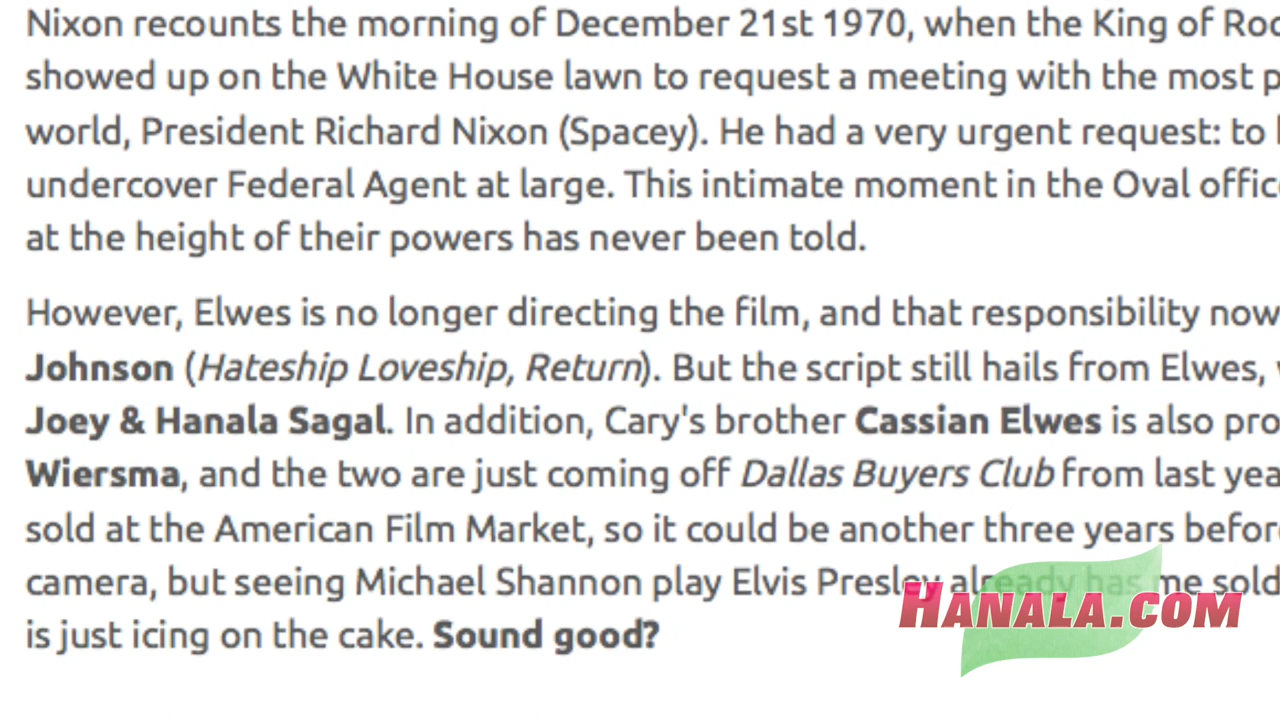 Nixon recounts the morning of December 21st 1970, when the King of
showed up on the White House lawn to request a meeting with the most
world, President Richard Nixon (Spacey). He had a very urgent request: to
undercover Federal Agent at large. This intimate moment in the Oval
at the height of their powers has never been told.
However, Elwes is no longer directing the film, and that responsibility now
Johnson (Hateship Loveship, Return). But the script still hails from Elwes,
Joey & Hanala Sagal. In addition, Cary's brother Cassian Elwes is also
Wiersma, and the two are just coming off Dallas Buyers Club from last
sold at the American Film Market, so it could be another three years
camera, but seeing Michael Shannon play Elvis Presley already has me sold
is just icing on the cake. Sound good?
HANALA.COM